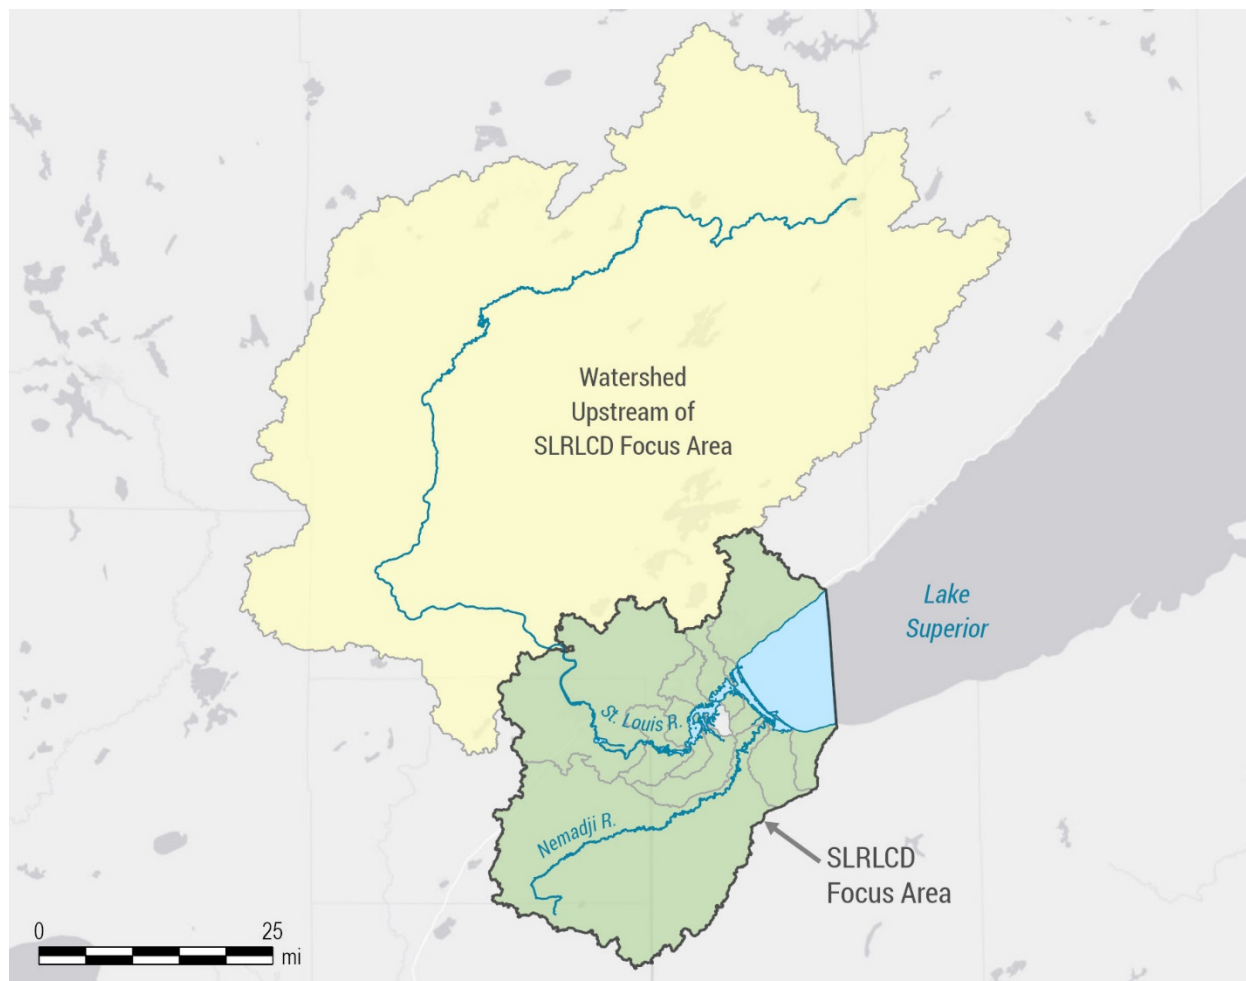 Watershed
Upstream of
SLRLCD Focus Area
Lake
Superior
St. Louis R.
Nemadji R.
SLRLCD
Focus Area
0 25
mi